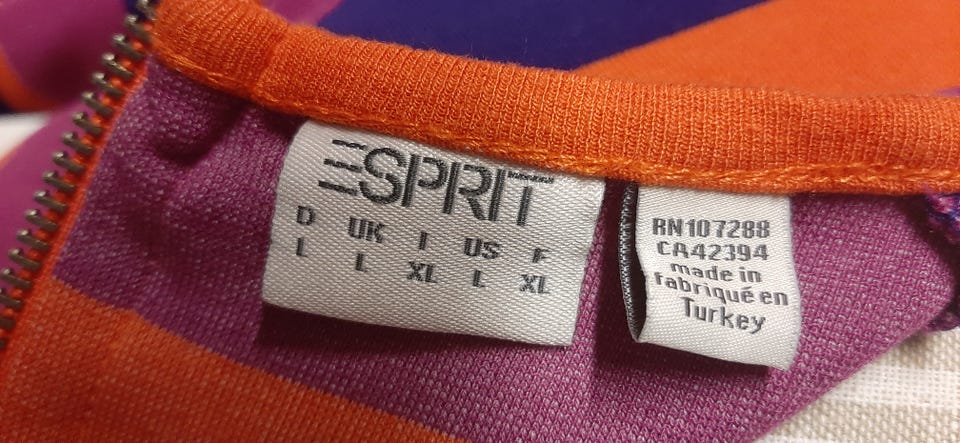 ESPRIT
D UK I US F
L L XL L XL
RN107288
CA42394
made in
fabriqué en
Turkey